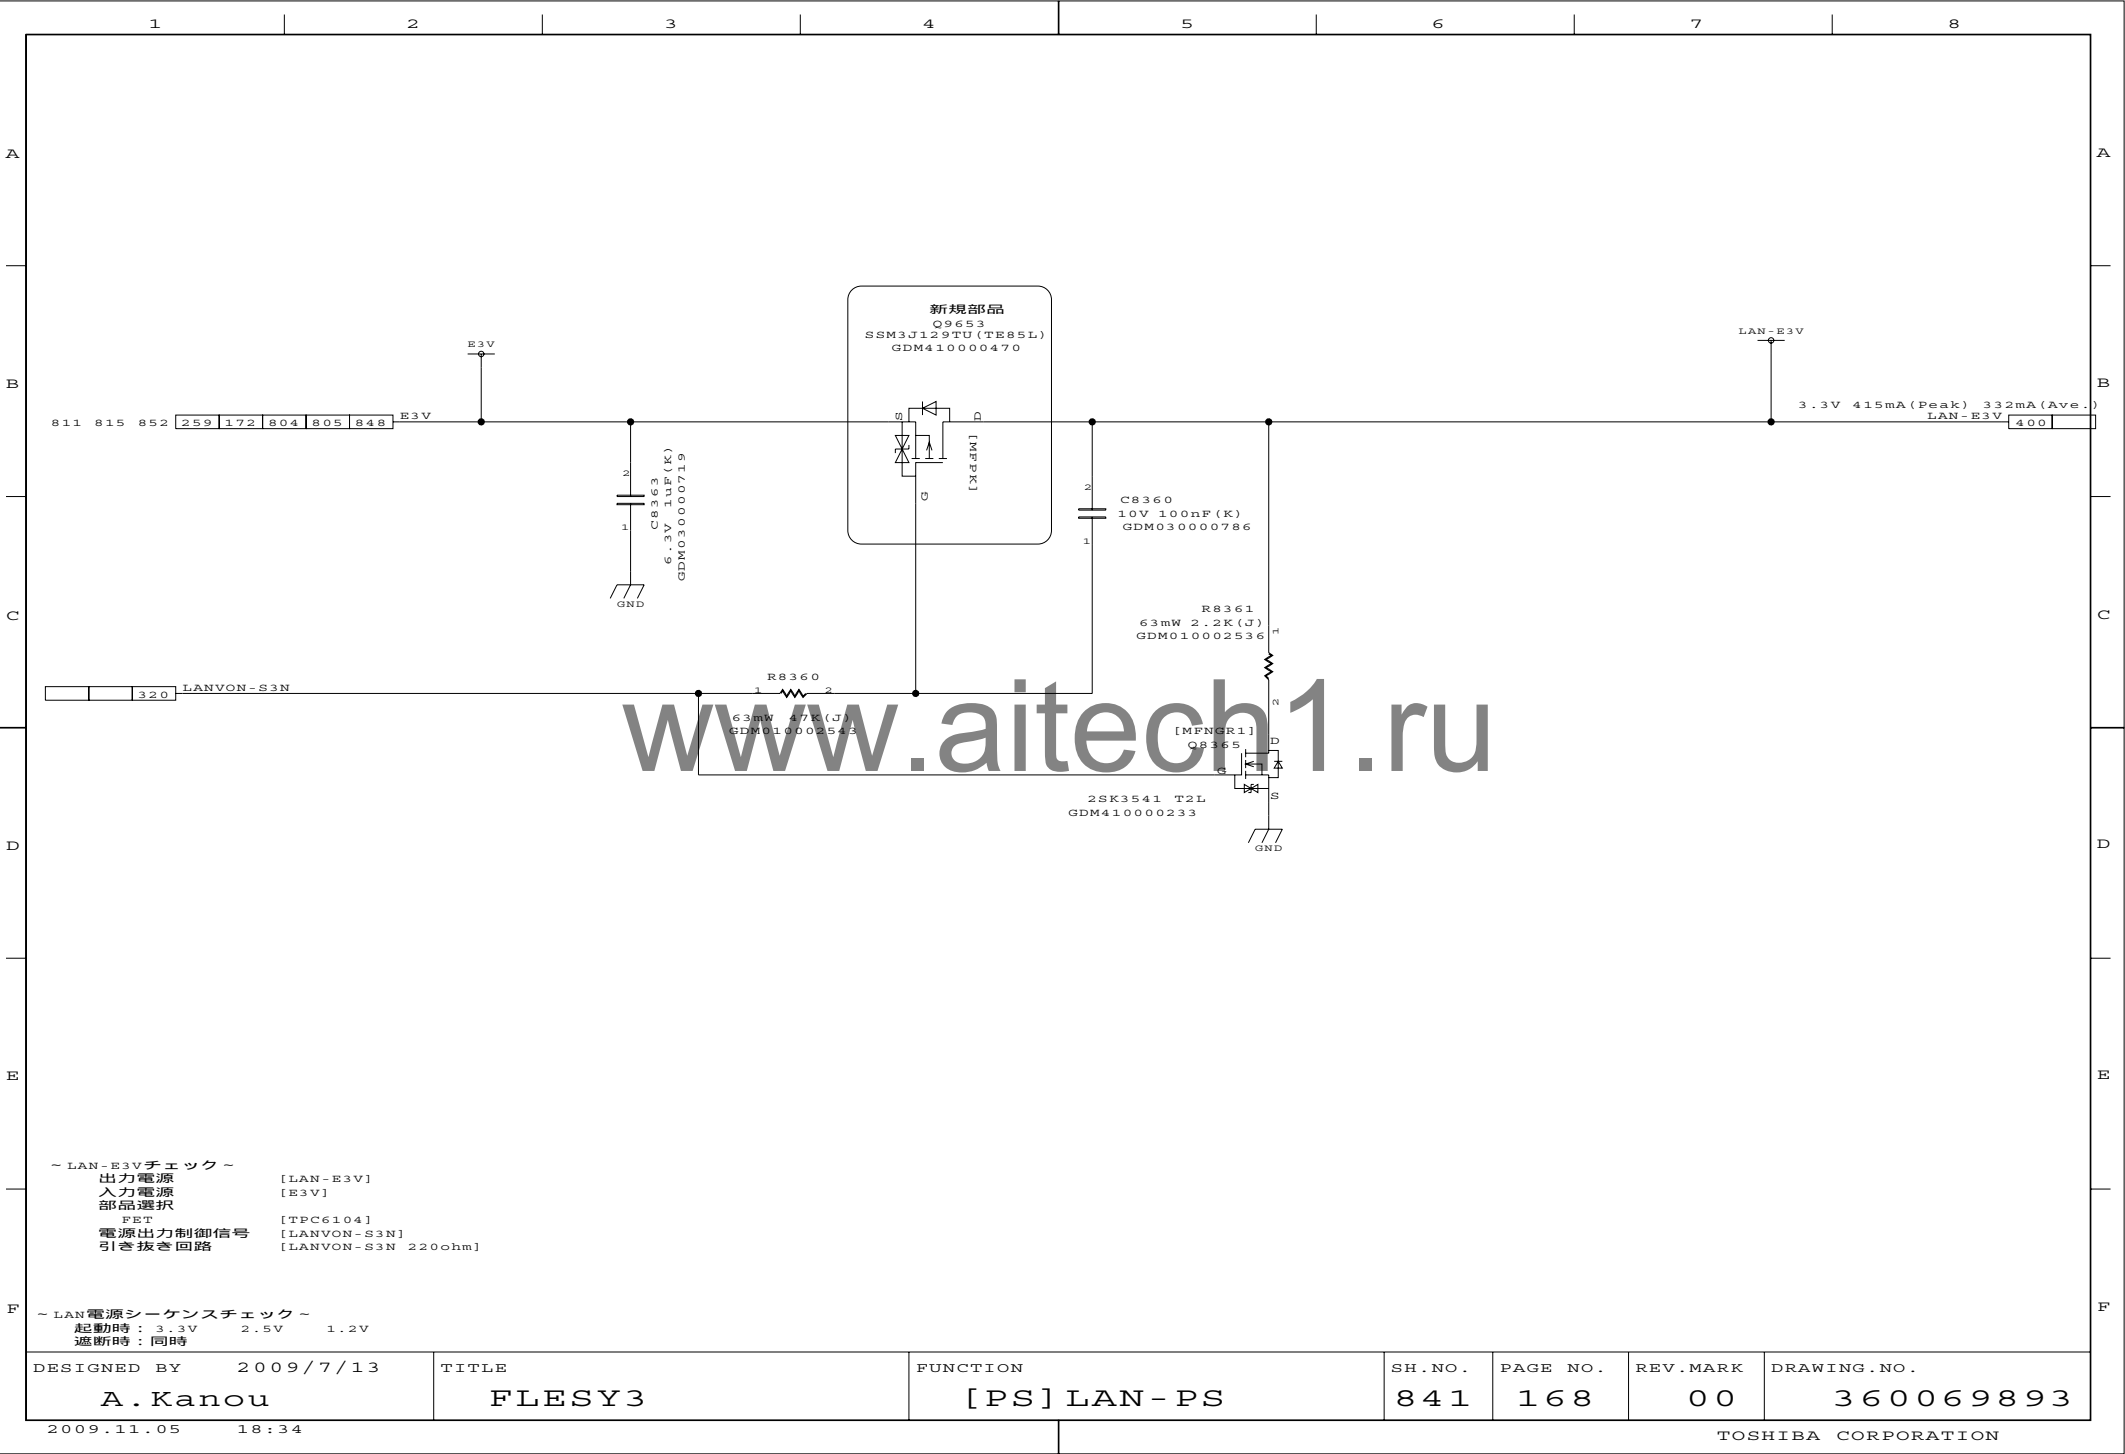 1 2 3 4 5 6 7 8
A A
新規部品
Q9653
SSM3J129TU(TE85L)
GDM410000470
E3V
LAN-E3V
B B
811 815 852 259 172 804 805 848 E3V
S D
[MFPK]
G
3.3V 415mA(Peak) 332mA(Ave.)
LAN-E3V 400
2
1
C8363
6.3V 1uF(K)
GDM030000719
GND
2
C8360
10V 100nF(K)
GDM030000786
1
C C
R8361
63mW 2.2K(J)
GDM010002536
1
2
320 LANVON-S3N
R8360
1 2
63mW 47K(J)
GDM010002543
www.aitech1.ru
[MFNGR1]
Q8365
D
G
S
2SK3541 T2L
GDM410000233
GND
D D
E E
~LAN-E3Vチェック~
出力電源 [LAN-E3V]
入力電源 [E3V]
部品選択
FET [TPC6104]
電源出力制御信号 [LANVON-S3N]
引き抜き回路 [LANVON-S3N 220ohm]
F F
~LAN電源シーケンスチェック~
起動時: 3.3V 2.5V 1.2V
遮断時:同時
DESIGNED BY 2009/7/13 TITLE FUNCTION SH.NO. PAGE NO. REV.MARK DRAWING.NO.
A.Kanou FLESY3 [PS]LAN-PS 841 168 00 360069893
2009.11.05 18:34
TOSHIBA CORPORATION